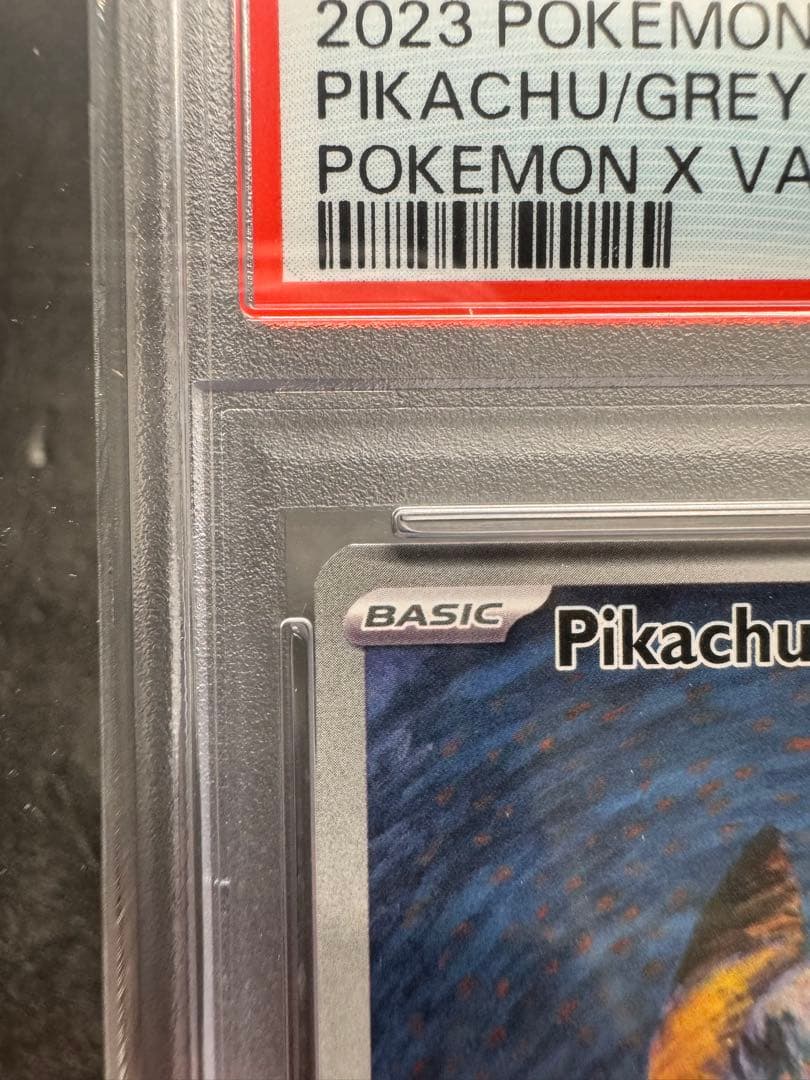 2023 POKEMON
PIKACHU/GREY
POKEMON X VA
BASIC
Pikachu